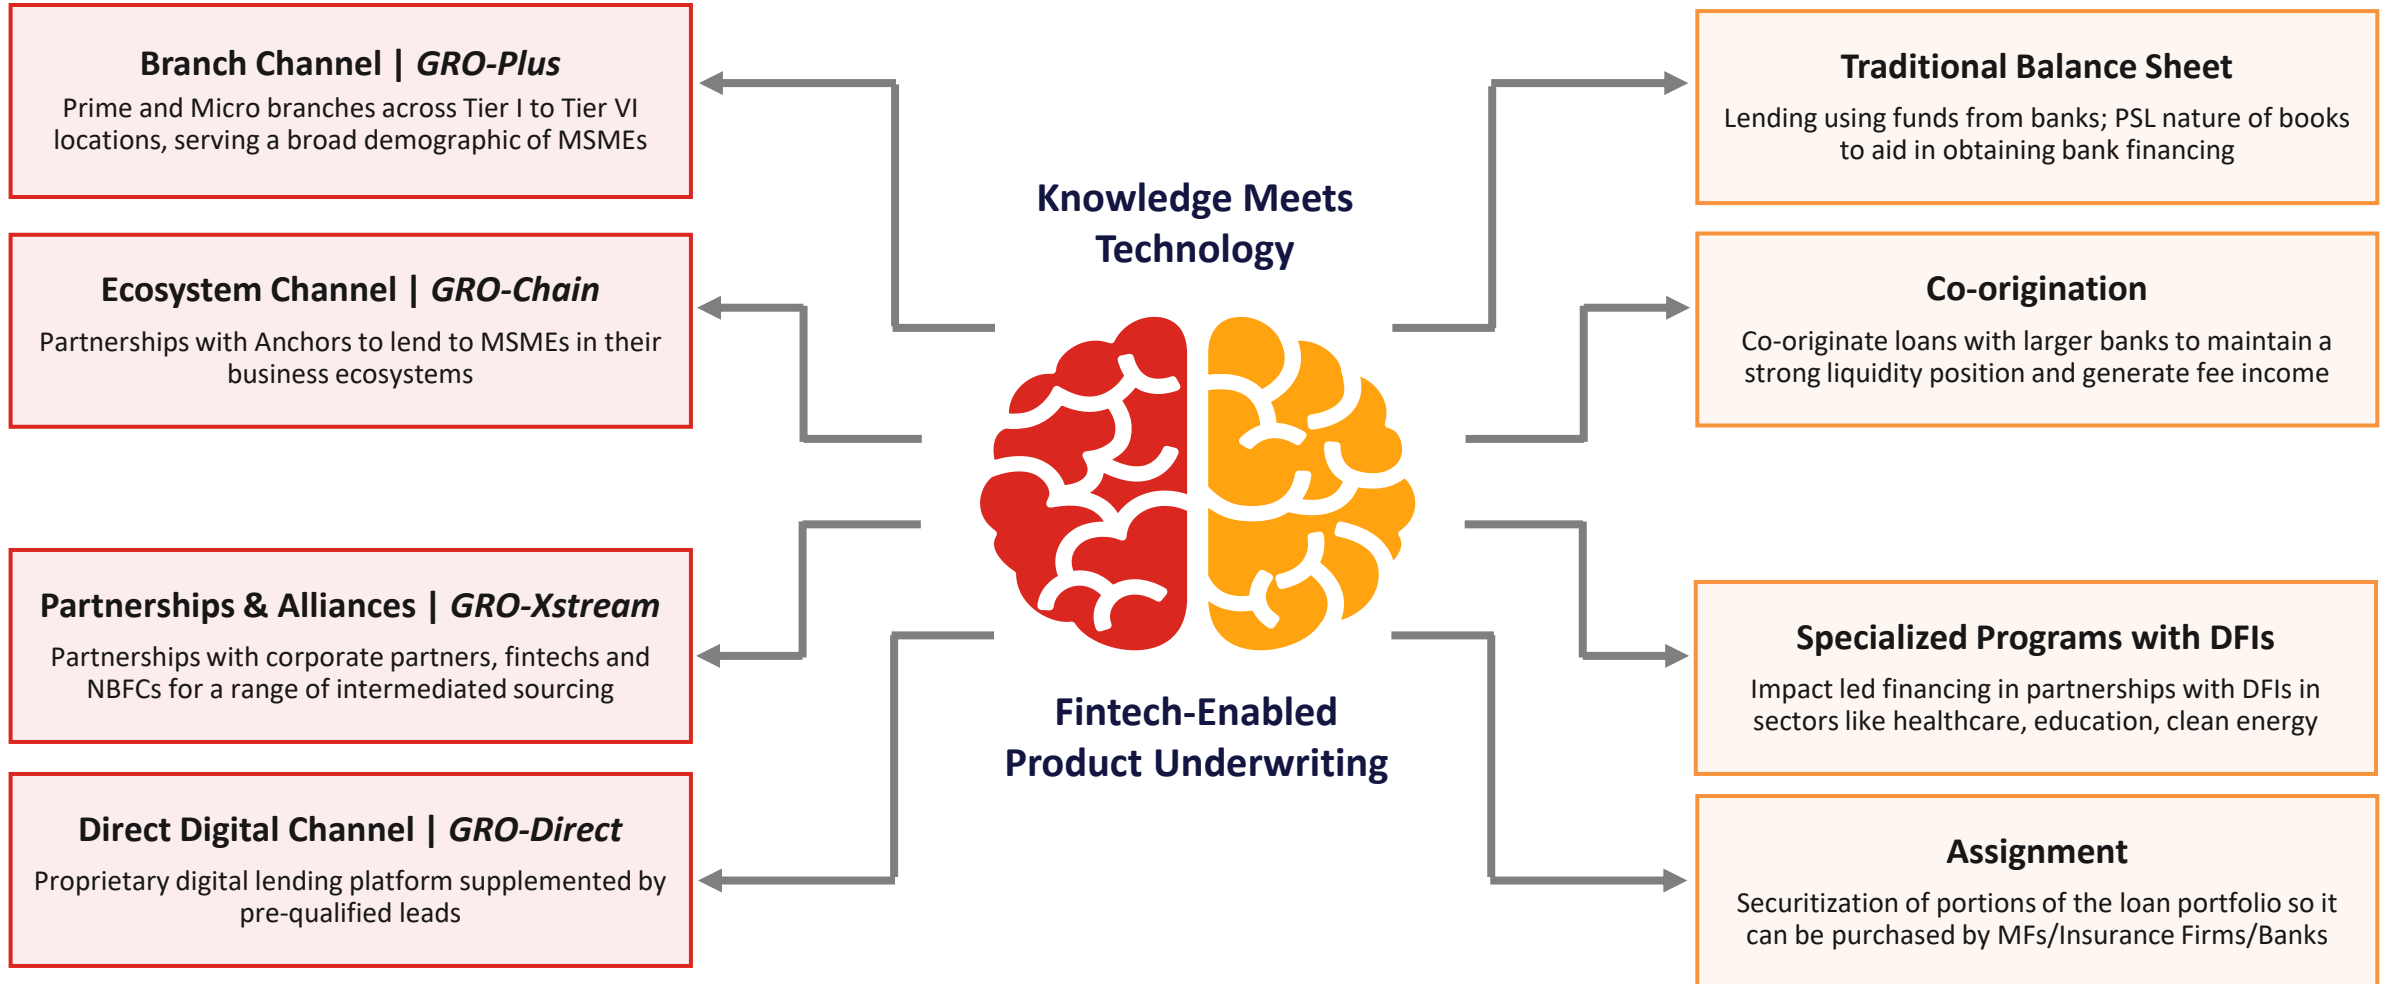 Branch Channel | GRO-Plus
Prime and Micro branches across Tier I to Tier VI
locations, serving a broad demographic of MSMEs
Ecosystem Channel | GRO-Chain
Partnerships with Anchors to lend to MSMEs in their
business ecosystems
Partnerships & Alliances | GRO-Xstream
Partnerships with corporate partners, fintechs and
NBFCs for a range of intermediated sourcing
Direct Digital Channel | GRO-Direct
Proprietary digital lending platform supplemented by
pre-qualified leads
Knowledge Meets
Technology
Fintech-Enabled
Product Underwriting
Traditional Balance Sheet
Lending using funds from banks; PSL nature of books
to aid in obtaining bank financing
Co-origination
Co-originate loans with larger banks to maintain a
strong liquidity position and generate fee income
Specialized Programs with DFIs
Impact led financing in partnerships with DFIs in
sectors like healthcare, education, clean energy
Assignment
Securitization of portions of the loan portfolio so it
can be purchased by MFs/Insurance Firms/Banks